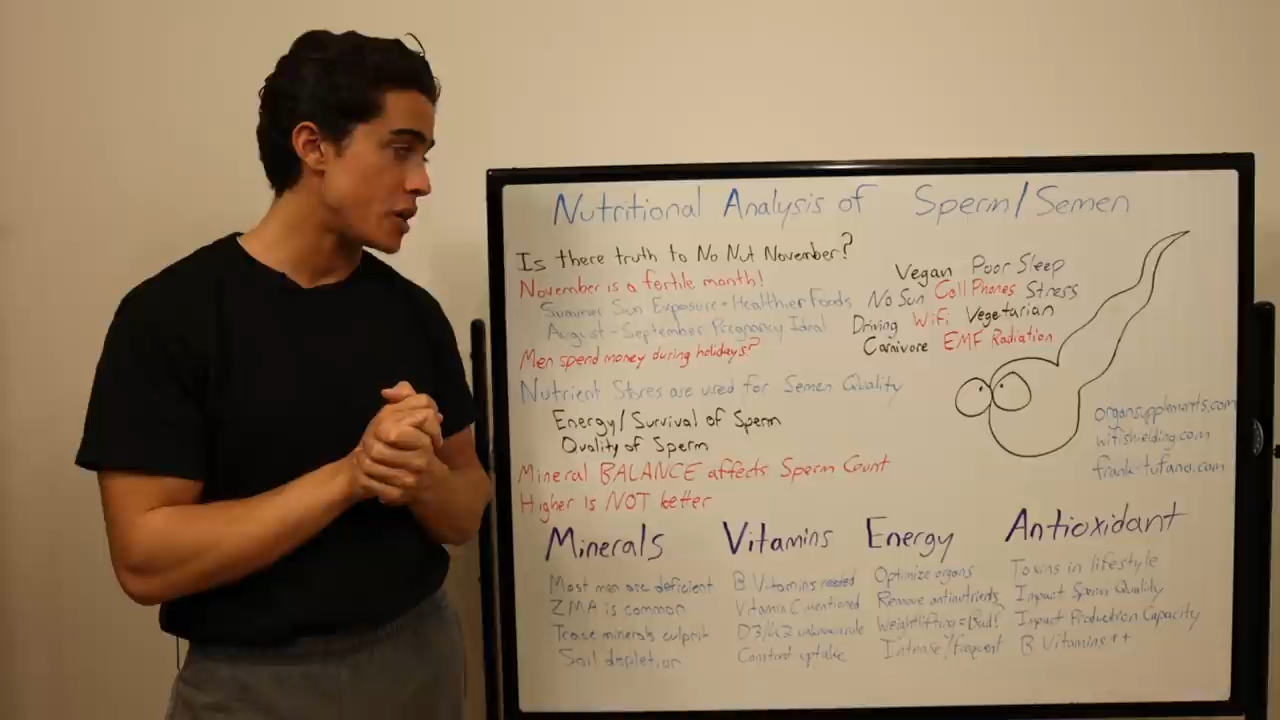 Nutritional Analysis of Sperm/Semen
Is there truth to No Nut November?
November is a fertile month!
Summer Sun Exposure + Healthier Foods
August-September Pregnancy Ideal
Men spend money during holidays?
Nutrient Stores are used for Semen Quality
Energy/Survival of Sperm
Quality of Sperm
Mineral BALANCE affects Sperm Count
Higher is NOT better
Vegan Poor Sleep
No Sun Cell Phones Stress
Driving WiFi Vegetarian
Carnivore EMF Radiation
organsupplements.com
wifishielding.com
frank-tufano.com
Minerals
Most men are deficient
ZMA is common
Trace minerals culprit
Soil depletion
Vitamins
B Vitamins needed
Vitamin C mentioned
D3/K2 unknown role
Constant uptake
Energy
Optimize organs
Remove antinutrients
Weightlifting = Bad?
Intense/frequent
Antioxidant
Toxins in lifestyle
Impact Sperm Quality
Impact Production Capacity
B Vitamins ++